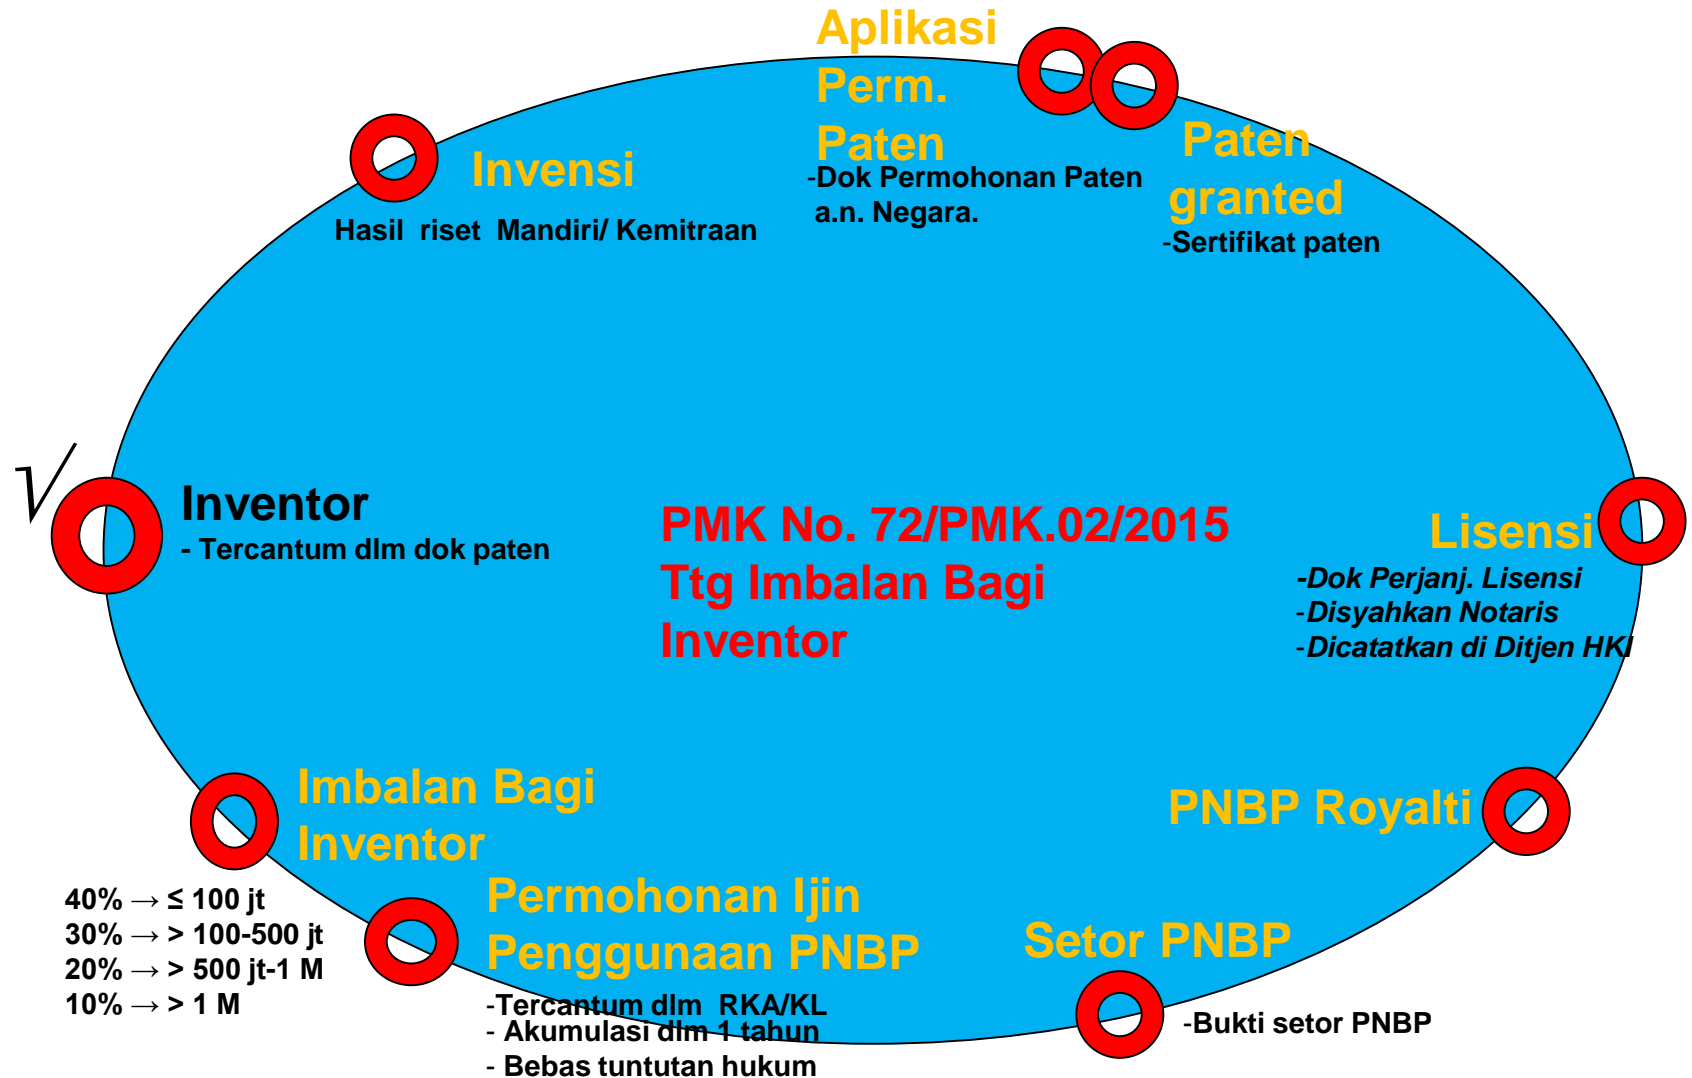 Aplikasi
Perm.
Paten
-Dok Permohonan Paten
a.n. Negara.
Paten
granted
-Sertifikat paten
Invensi
Hasil riset Mandiri/ Kemitraan
√
Inventor
- Tercantum dlm dok paten
PMK No. 72/PMK.02/2015
Ttg Imbalan Bagi
Inventor
Lisensi
-Dok Perjanj. Lisensi
-Disyahkan Notaris
-Dicatatkan di Ditjen HKI
Imbalan Bagi
Inventor
40% → ≤ 100 jt
30% → > 100-500 jt
20% → > 500 jt-1 M
10% → > 1 M
PNBP Royalti
Permohonan Ijin
Penggunaan PNBP
-Tercantum dlm RKA/KL
- Akumulasi dlm 1 tahun
- Bebas tuntutan hukum
Setor PNBP
-Bukti setor PNBP